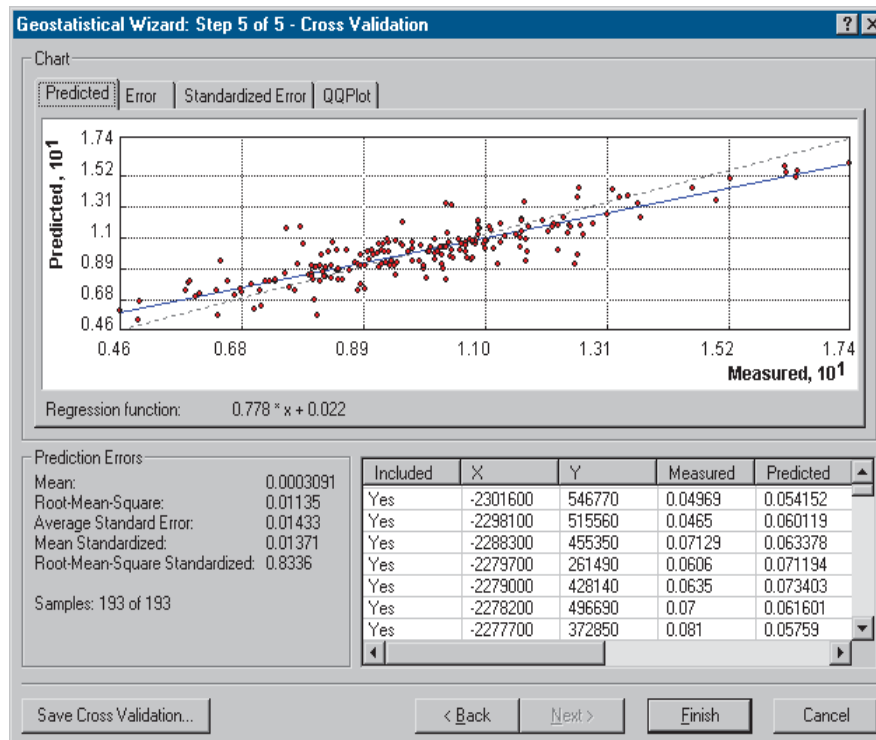 Geostatistical Wizard: Step 5 of 5 - Cross Validation
Chart
Predicted Error Standardized Error QQPlot
Predicted, 10¹
1.74
1.52
1.31
1.1
0.89
0.68
0.46
0.46 0.68 0.89 1.10 1.31 1.52 1.74
Measured, 10¹
Regression function: 0.778 * x + 0.022
Prediction Errors
Mean: 0.0003091
Root-Mean-Square: 0.01135
Average Standard Error: 0.01433
Mean Standardized: 0.01371
Root-Mean-Square Standardized: 0.8336
Samples: 193 of 193
Included X Y Measured Predicted
Yes -2301600 546770 0.04969 0.054152
Yes -2298100 515560 0.0465 0.060119
Yes -2288300 455350 0.07129 0.063378
Yes -2279700 261490 0.0606 0.071194
Yes -2279000 428140 0.0635 0.073403
Yes -2278200 496690 0.07 0.061601
Yes -2277700 372850 0.081 0.05759
Save Cross Validation... < Back Next > Finish Cancel